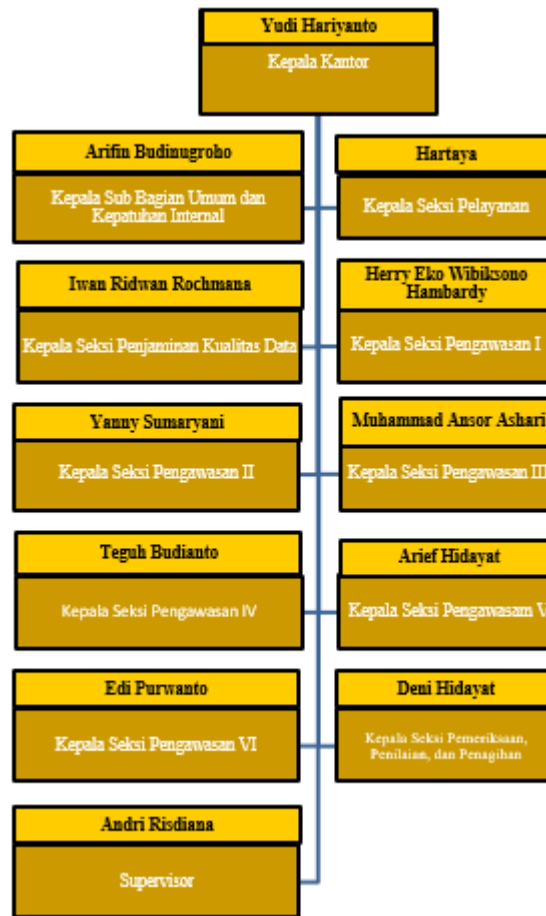 Yudi Hariyanto
Kepala Kantor
Arifin Budinugroho
Kepala Sub Bagian Umum dan
Kepatuhan Internal
Hartaya
Kepala Seksi Pelayanan
Iwan Ridwan Rochmana
Kepala Seksi Penjaminan Kualitas Data
Herry Eko Wibiksono
Hambardy
Kepala Seksi Pengawasan I
Yanny Sumaryani
Kepala Seksi Pengawasan II
Muhammad Ansor Ashari
Kepala Seksi Pengawasan III
Teguh Budianto
Kepala Seksi Pengawasan IV
Arief Hidayat
Kepala Seksi Pengawasam V
Edi Purwanto
Kepala Seksi Pengawasan VI
Deni Hidayat
Kepala Seksi Pemeriksaan,
Penilaian, dan Penagihan
Andri Risdiana
Supervisor